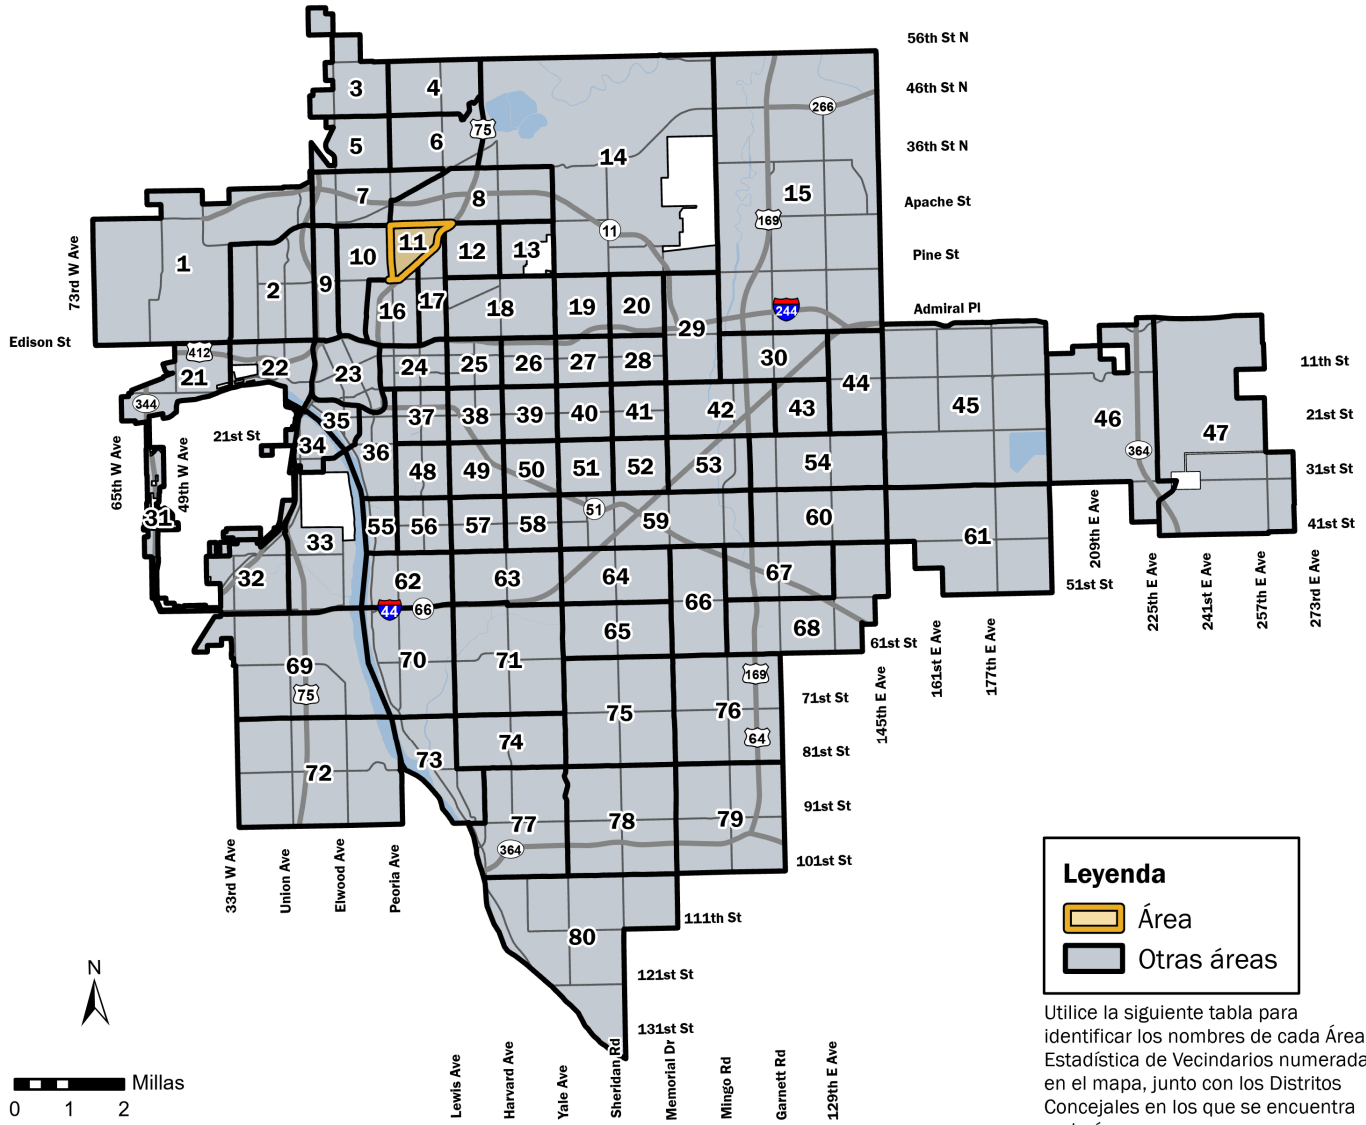 56th St N
3
4
46th St N
266
75
5
6
14
36th St N
7
8
15
Apache St
169
11
11
10
12
13
Pine St
73rd W Ave
1
2
9
16
17
18
19
20
29
244
Admiral Pl
Edison St
412
21
22
23
24
25
26
27
28
30
44
11th St
344
35
37
38
39
40
41
42
43
45
46
47
21st St
21st St
34
36
364
65th W Ave
49th W Ave
48
49
50
51
52
53
54
31st St
31
33
55
56
57
58
51
59
60
61
209th E Ave
41st St
32
62
63
64
67
51st St
225th E Ave
241st E Ave
257th E Ave
273rd E Ave
44
66
66
65
68
61st St
161st E Ave
177th E Ave
69
70
71
169
145th E Ave
75
71st St
75
76
74
64
81st St
72
73
77
78
79
91st St
364
101st St
33rd W Ave
Union Ave
Elwood Ave
Peoria Ave
111th St
80
121st St
131st St
Lewis Ave
Harvard Ave
Yale Ave
Sheridan Rd
Memorial Dr
Mingo Rd
Garnett Rd
129th E Ave
N
Millas
0 1 2
Leyenda
Área
Otras áreas
Utilice la siguiente tabla para
identificar los nombres de cada Área
Estadística de Vecindarios numerada
en el mapa, junto con los Distritos
Concejales en los que se encuentra